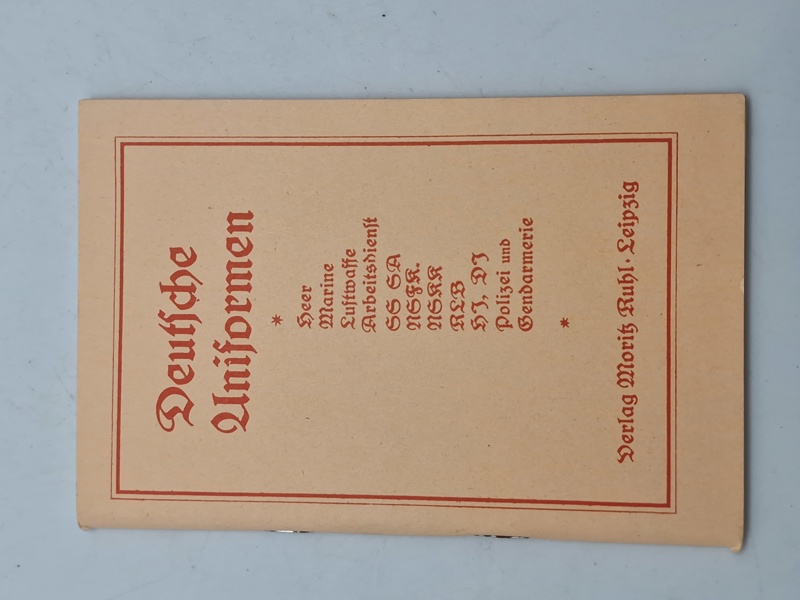 Deutsche
Uniformen
*
Heer
Marine
Luftwaffe
Arbeitsdienst
SS SA
NSFK.
NSKK
RLB
HJ, DJ
Polizei und
Gendarmerie
*
Verlag Moritz Ruhl · Leipzig